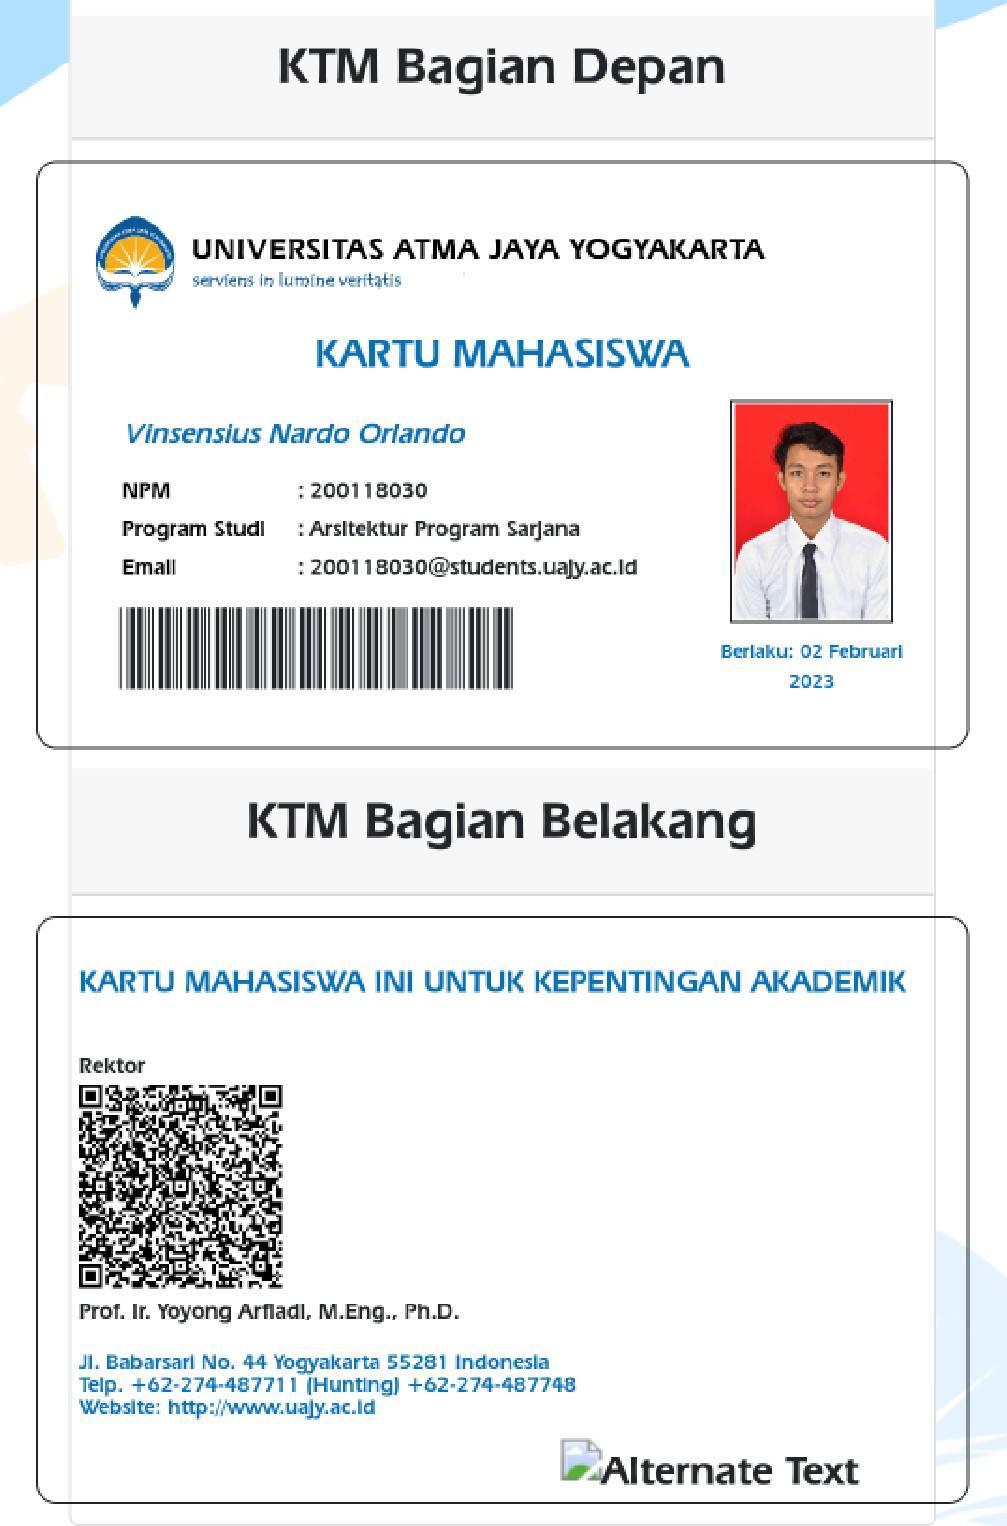 KTM Bagian Depan
UNIVERSITAS ATMA JAYA YOGYAKARTA
serviens in lumine veritatis
KARTU MAHASISWA
Vinsensius Nardo Orlando
NPM : 200118030
Program Studi : Arsitektur Program Sarjana
Email : 200118030@students.uajy.ac.id
Berlaku: 02 Februari
2023
KTM Bagian Belakang
KARTU MAHASISWA INI UNTUK KEPENTINGAN AKADEMIK
Rektor
Prof. Ir. Yoyong Arfiadi, M.Eng., Ph.D.
Jl. Babarsari No. 44 Yogyakarta 55281 Indonesia
Telp. +62-274-487711 (Hunting) +62-274-487748
Website: http://www.uajy.ac.id
Alternate Text